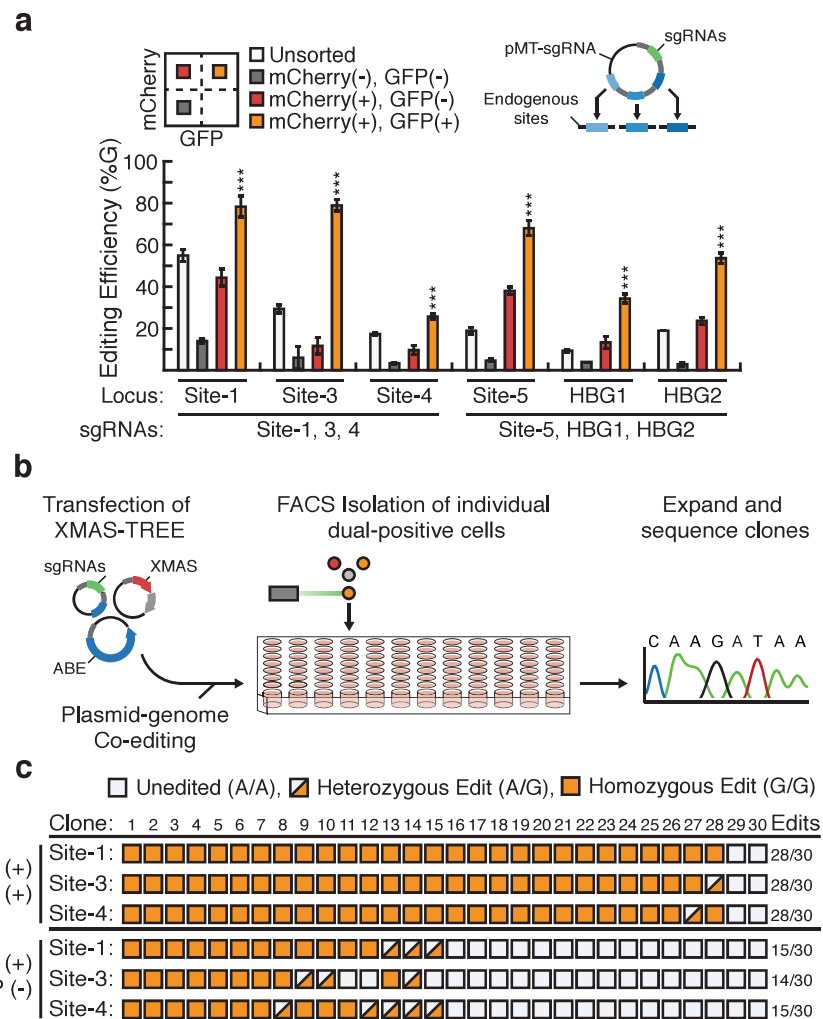 a
mCherry
GFP
Unsorted
mCherry(-), GFP(-)
mCherry(+), GFP(-)
mCherry(+), GFP(+)
pMT-sgRNA
sgRNAs
Endogenous
sites
Editing Efficiency (%G)
100
80
60
40
20
***
***
***
***
***
***
Locus: Site-1 Site-3 Site-4 Site-5 HBG1 HBG2
sgRNAs: Site-1, 3, 4 Site-5, HBG1, HBG2
b
Transfection of
XMAS-TREE
sgRNAs
XMAS
ABE
Plasmid-genome
Co-editing
FACS Isolation of individual
dual-positive cells
Expand and
sequence clones
C A A G A T A A
c
Unedited (A/A), Heterozygous Edit (A/G), Homozygous Edit (G/G)
Clone: 1 2 3 4 5 6 7 8 9 10 11 12 13 14 15 16 17 18 19 20 21 22 23 24 25 26 27 28 29 30 Edits
(+)
(+)
Site-1: 28/30
Site-3: 28/30
Site-4: 28/30
(+)
(-)
Site-1: 15/30
Site-3: 14/30
Site-4: 15/30